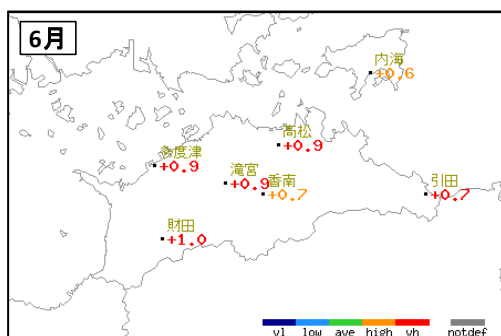 6月
内海
+0.6
高松
+0.9
多度津
+0.9
滝宮
+0.9
香南
+0.7
引田
+0.7
財田
+1.0
vl low ave high vh notdef